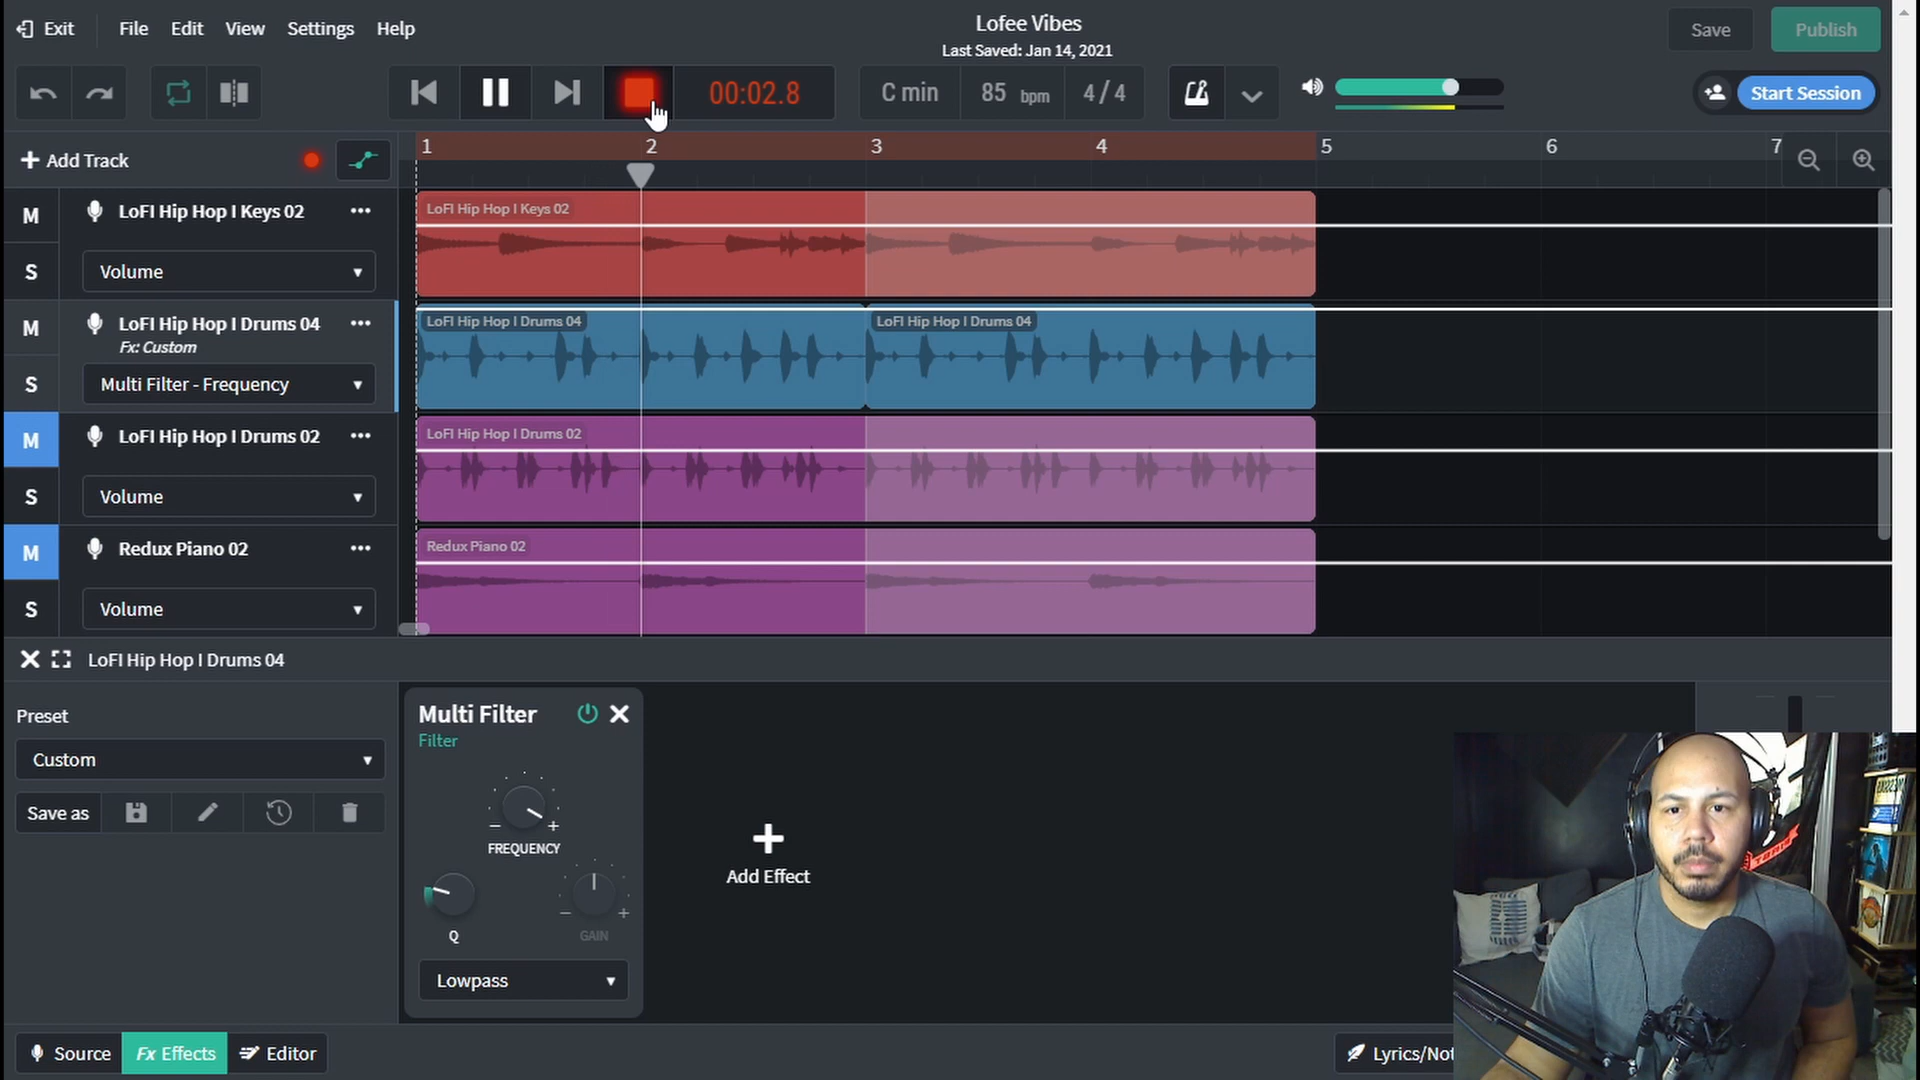 Exit File Edit View Settings Help
Lofee Vibes
Last Saved: Jan 14, 2021
Save Publish
00:02.8 C min 85 bpm 4/4
Start Session
+ Add Track
1 2 3 4 5 6 7
M LoFI Hip Hop I Keys 02 ...
S Volume
LoFI Hip Hop I Keys 02
M LoFI Hip Hop I Drums 04 ...
Fx: Custom
S Multi Filter - Frequency
LoFI Hip Hop I Drums 04 LoFI Hip Hop I Drums 04
M LoFI Hip Hop I Drums 02 ...
S Volume
LoFI Hip Hop I Drums 02
M Redux Piano 02 ...
S Volume
Redux Piano 02
LoFI Hip Hop I Drums 04
Preset
Custom
Save as
Multi Filter
Filter
FREQUENCY
Q GAIN
Lowpass
Add Effect
Source Fx Effects Editor
Lyrics/Not